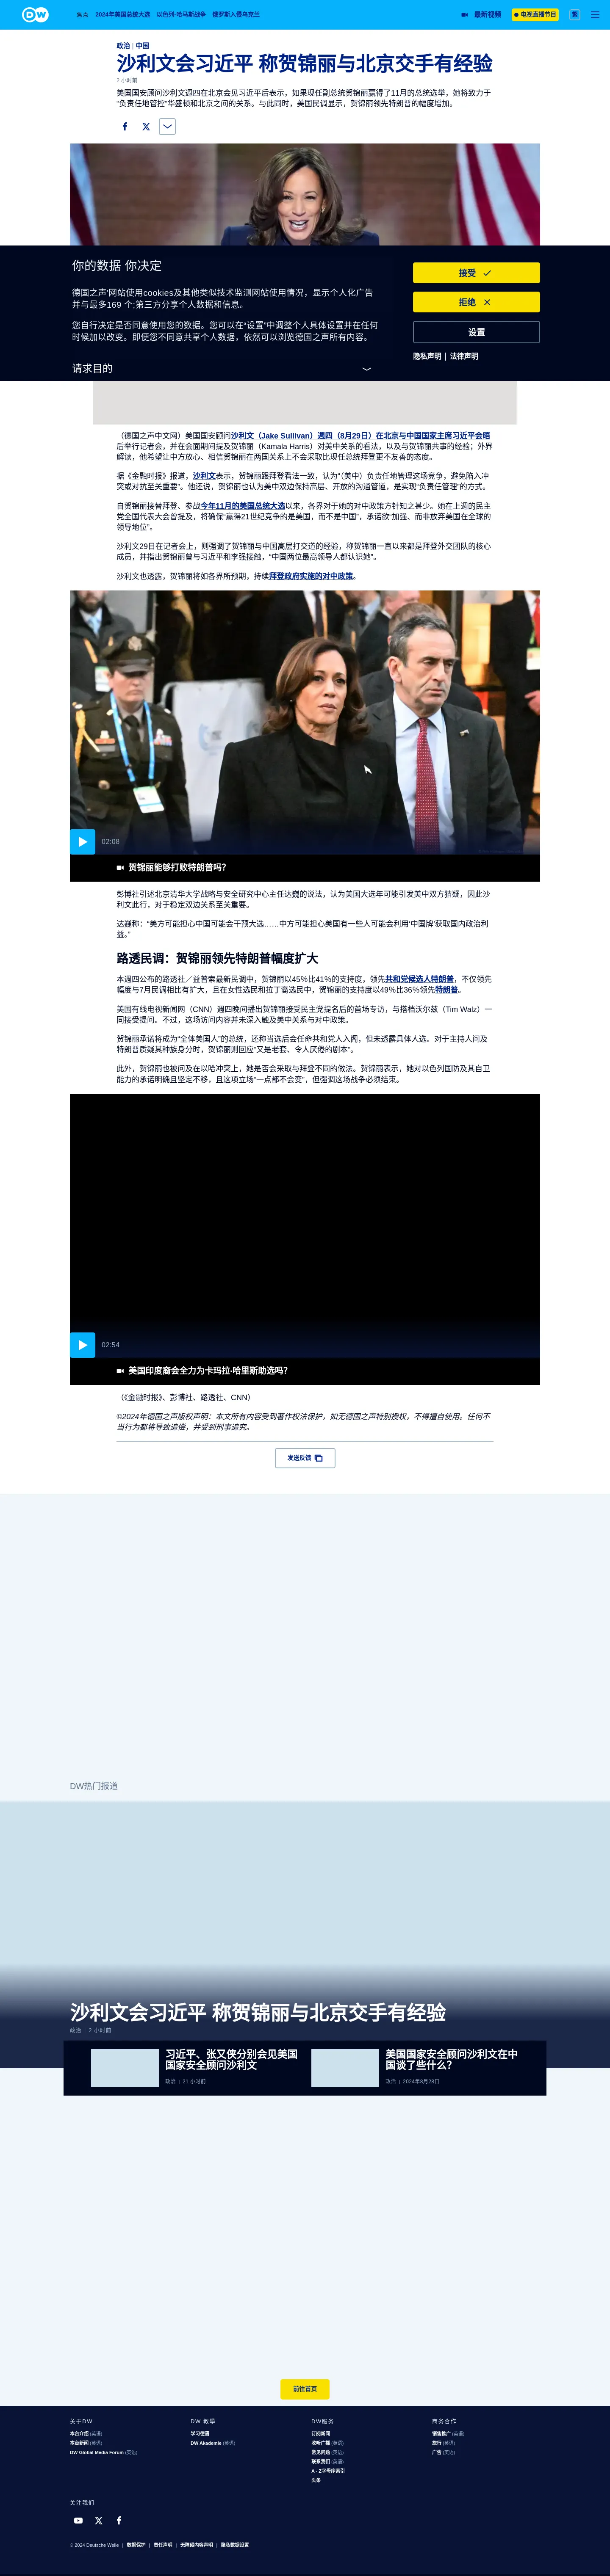 DW
焦点
2024年美国总统大选
以色列-哈马斯战争
俄罗斯入侵乌克兰
最新视频
电视直播节目
繁
政治 | 中国
沙利文会习近平 称贺锦丽与北京交手有经验
2 小时前
美国国安顾问沙利文週四在北京会见习近平后表示，如果现任副总统贺锦丽赢得了11月的总统选举，她将致力于
“负责任地管控”华盛顿和北京之间的关系。与此同时，美国民调显示，贺锦丽领先特朗普的幅度增加。
你的数据 你决定
德国之声'网站使用cookies及其他类似技术监测网站使用情况，显示个人化广告
并与最多169 个;第三方分享个人数据和信息。
您自行决定是否同意使用您的数据。您可以在“设置”中调整个人具体设置并在任何
时候加以改变。即便您不同意共享个人数据，依然可以浏览德国之声所有内容。
请求目的
接受
拒绝
设置
隐私声明 | 法律声明
（德国之声中文网）美国国安顾问沙利文（Jake Sullivan）週四（8月29日）在北京与中国国家主席习近平会晤
后举行记者会，并在会面期间提及贺锦丽（Kamala Harris）对美中关系的看法，以及与贺锦丽共事的经验；外界
解读，他希望让中方放心、相信贺锦丽在两国关系上不会采取比现任总统拜登更不友善的态度。
据《金融时报》报道，沙利文表示，贺锦丽跟拜登看法一致，认为“（美中）负责任地管理这场竞争，避免陷入冲
突或对抗至关重要”。他还说，贺锦丽也认为美中双边保持高层、开放的沟通管道，是实现“负责任管理”的方式。
自贺锦丽接替拜登、参战今年11月的美国总统大选以来，各界对于她的对中政策方针知之甚少。她在上週的民主
党全国代表大会曾提及，将确保“赢得21世纪竞争的是美国，而不是中国”，承诺欲“加强、而非放弃美国在全球的
领导地位”。
沙利文29日在记者会上，则强调了贺锦丽与中国高层打交道的经验，称贺锦丽一直以来都是拜登外交团队的核心
成员，并指出贺锦丽曾与习近平和李强接触，“中国两位最高领导人都认识她”。
沙利文也透露，贺锦丽将如各界所预期，持续拜登政府实施的对中政策。
02:08
贺锦丽能够打败特朗普吗？
彭博社引述北京清华大学战略与安全研究中心主任达巍的说法，认为美国大选年可能引发美中双方猜疑，因此沙
利文此行，对于稳定双边关系至关重要。
达巍称：“美方可能担心中国可能会干预大选……中方可能担心美国有一些人可能会利用‘中国牌’获取国内政治利
益。”
路透民调：贺锦丽领先特朗普幅度扩大
本週四公布的路透社／益普索最新民调中，贺锦丽以45％比41％的支持度，领先共和党候选人特朗普，不仅领先
幅度与7月民调相比有扩大，且在女性选民和拉丁裔选民中，贺锦丽的支持度以49％比36％领先特朗普。
美国有线电视新闻网（CNN）週四晚间播出贺锦丽接受民主党提名后的首场专访，与搭档沃尔兹（Tim Walz）一
同接受提问。不过，这场访问内容并未深入触及美中关系与对中政策。
贺锦丽承诺将成为“全体美国人”的总统，还称当选后会任命共和党人入阁，但未透露具体人选。对于主持人问及
特朗普质疑其种族身分时，贺锦丽则回应“又是老套、令人厌倦的剧本”。
此外，贺锦丽也被问及在以哈冲突上，她是否会采取与拜登不同的做法。贺锦丽表示，她对以色列国防及其自卫
能力的承诺明确且坚定不移，且这项立场“一点都不会变”，但强调这场战争必须结束。
02:54
美国印度裔会全力为卡玛拉·哈里斯助选吗？
（《金融时报》、彭博社、路透社、CNN）
©2024年德国之声版权声明：本文所有内容受到著作权法保护，如无德国之声特别授权，不得擅自使用。任何不
当行为都将导致追偿，并受到刑事追究。
发送反馈
DW热门报道
沙利文会习近平 称贺锦丽与北京交手有经验
政治 | 2 小时前
习近平、张又侠分别会见美国
国家安全顾问沙利文
政治 | 21 小时前
美国国家安全顾问沙利文在中
国谈了些什么？
政治 | 2024年8月28日
前往首页
关于DW
本台介绍 (英语)
本台新闻 (英语)
DW Global Media Forum (英语)
DW 教學
学习德语
DW Akademie (英语)
DW服务
订阅新闻
收听广播 (英语)
常见问题 (英语)
联系我们 (英语)
A - Z字母序索引
头条
商务合作
销售推广 (英语)
旅行 (英语)
广告 (英语)
关注我们
© 2024 Deutsche Welle | 数据保护 | 责任声明 | 无障碍内容声明 | 隐私数据设置